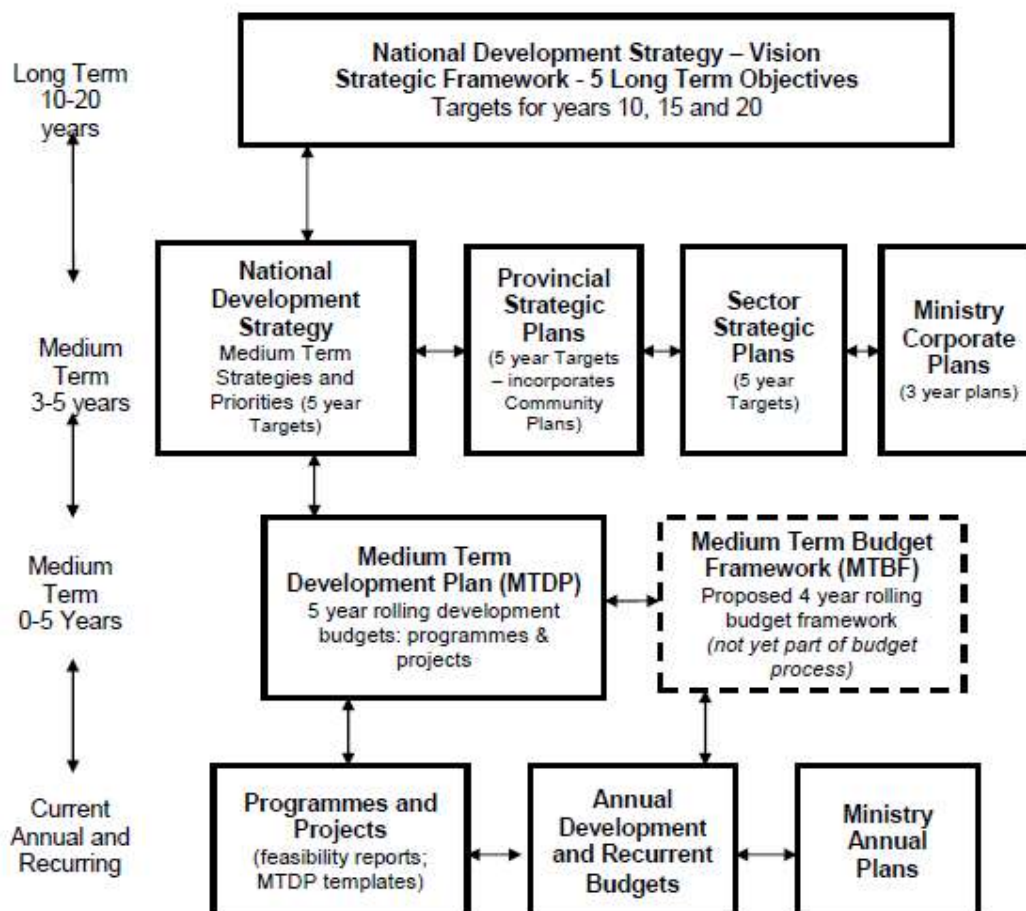 National Development Strategy – Vision
Strategic Framework - 5 Long Term Objectives
Targets for years 10, 15 and 20
Long Term
10-20
years
National
Development
Strategy
Medium Term
Strategies and
Priorities (5 year
Targets)
Provincial
Strategic
Plans
(5 year Targets
– incorporates
Community
Plans)
Sector
Strategic
Plans
(5 year
Targets)
Ministry
Corporate
Plans
(3 year plans)
Medium
Term
3-5 years
Medium Term
Development Plan (MTDP)
5 year rolling development
budgets: programmes &
projects
Medium Term Budget
Framework (MTBF)
Proposed 4 year rolling
budget framework
(not yet part of budget
process)
Medium
Term
0-5 Years
Programmes and
Projects
(feasibility reports;
MTDP templates)
Annual
Development
and Recurrent
Budgets
Ministry
Annual
Plans
Current
Annual and
Recurring